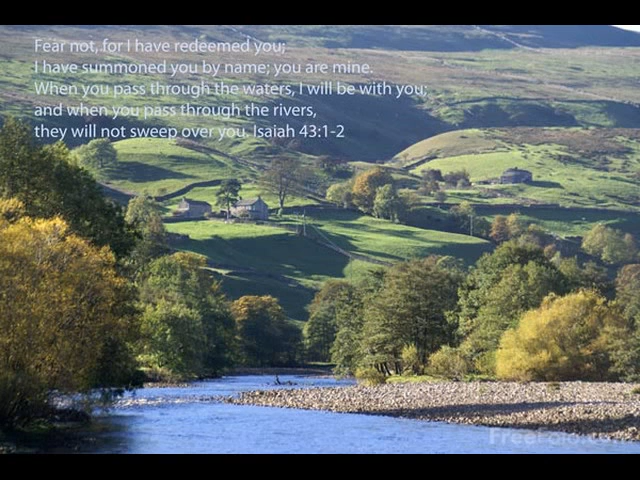 Fear not, for I have redeemed you;
I have summoned you by name; you are mine.
When you pass through the waters, I will be with you;
and when you pass through the rivers,
they will not sweep over you. Isaiah 43:1-2